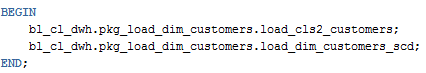 BEGIN
bl_cl_dwh.pkg_load_dim_customers.load_cls2_customers;
bl_cl_dwh.pkg_load_dim_customers.load_dim_customers_scd;
END;